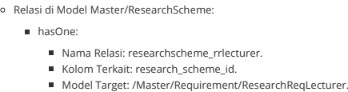 Relasi di Model Master/ResearchScheme:
hasOne:
Nama Relasi: researchscheme_rrlecturer.
Kolom Terkait: research_scheme_id.
Model Target: /Master/Requirement/ResearchReqLecturer.